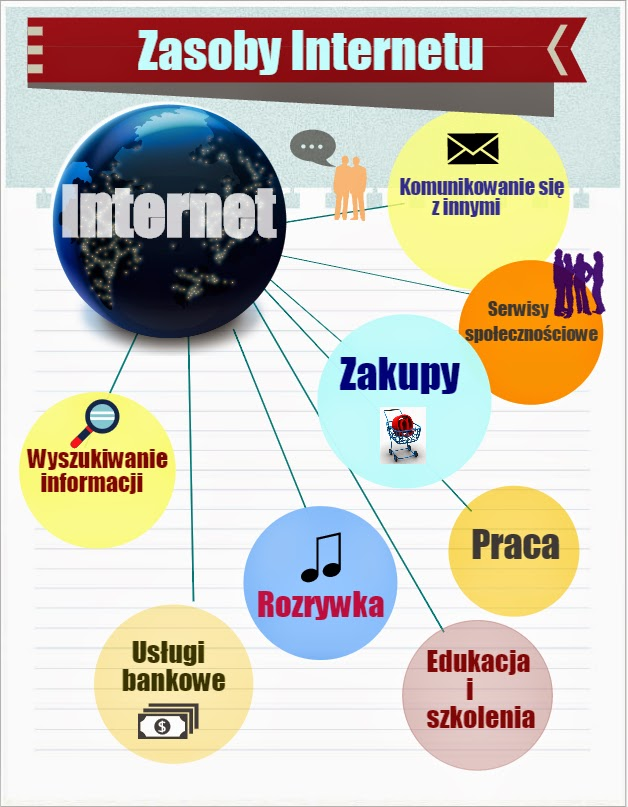 Zasoby Internetu
Internet
Komunikowanie się
z innymi
Serwisy
społecznościowe
Zakupy
@
Wyszukiwanie
informacji
Praca
Rozrywka
Usługi
bankowe
$
Edukacja
i
szkolenia